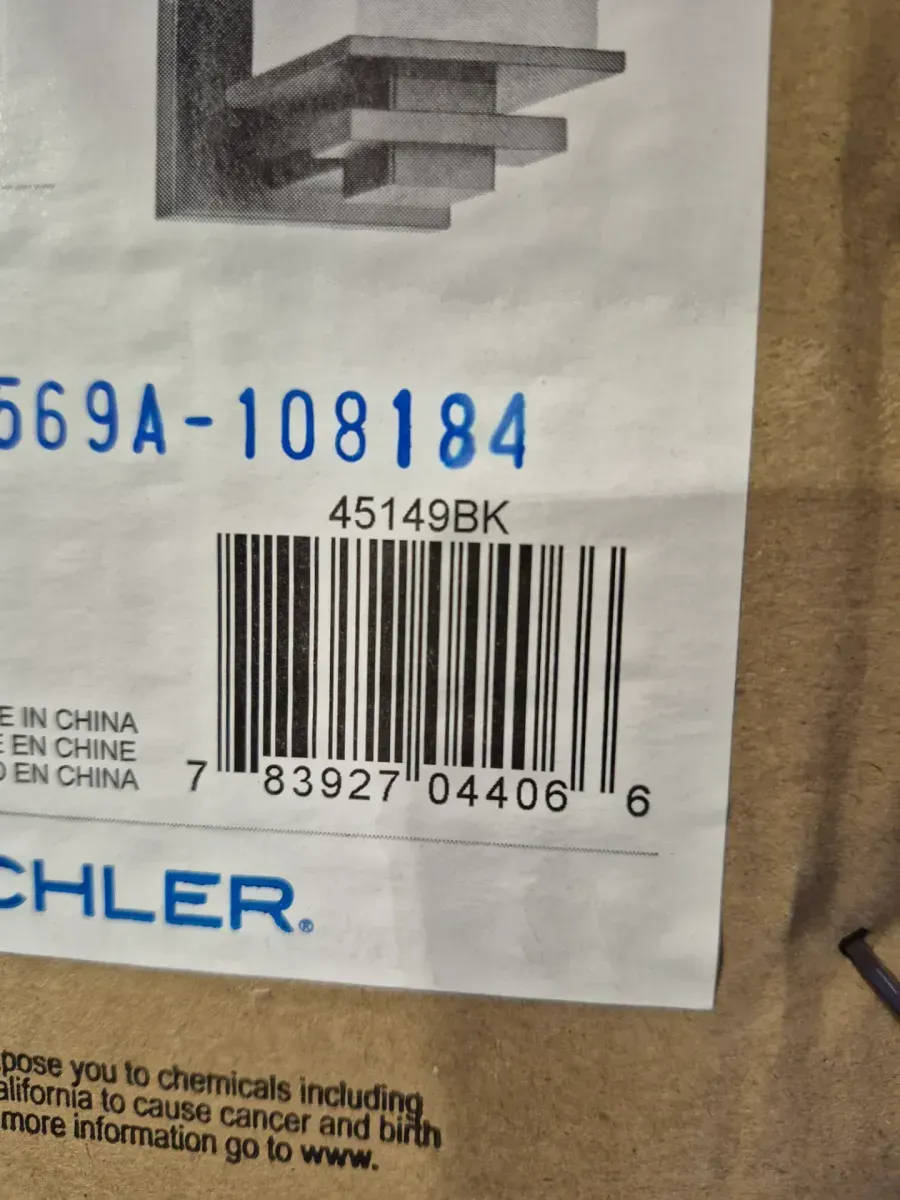 569A-108184
45149BK
E IN CHINA
E EN CHINE
O EN CHINA
7 83927 04406 6
CHLER®
pose you to chemicals including
alifornia to cause cancer and birth
more information go to www.